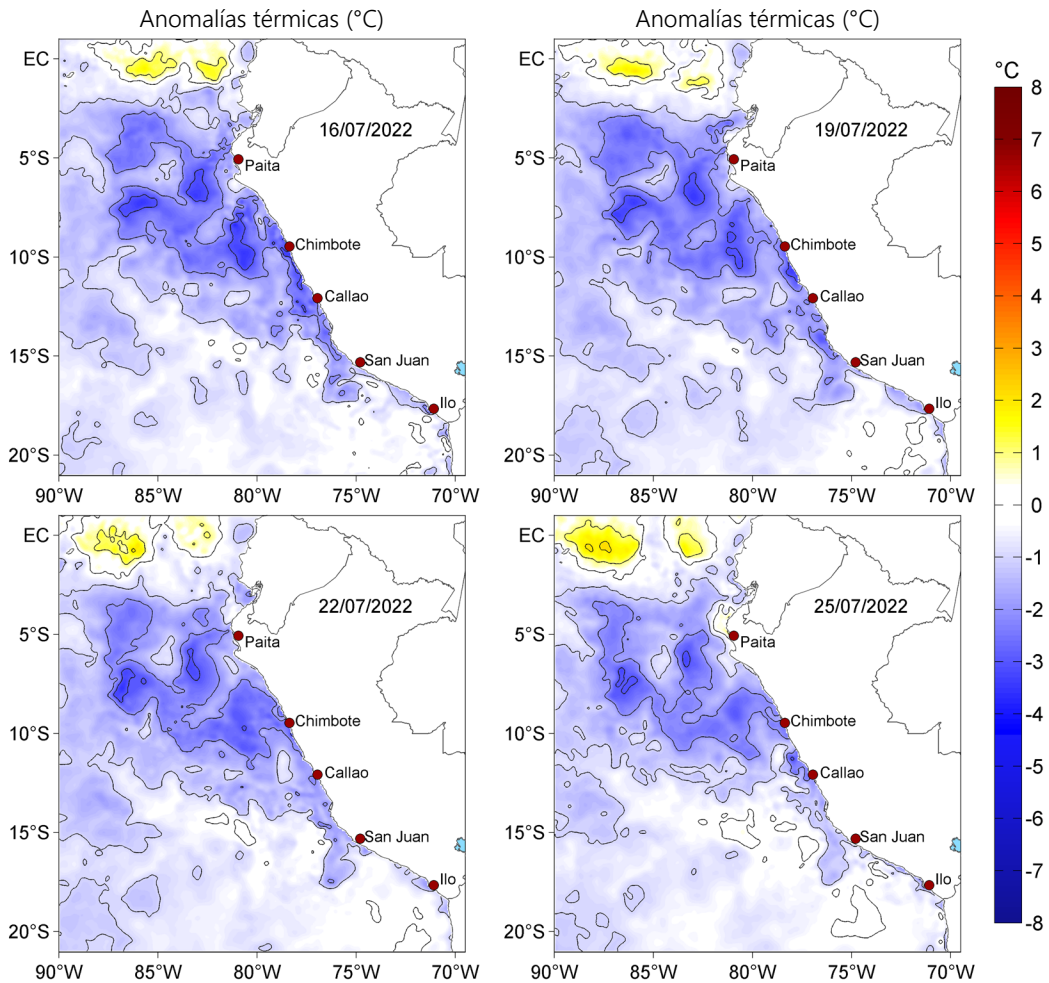 Anomalías térmicas (°C)
Anomalías térmicas (°C)
EC
5°S
10°S
15°S
20°S
90°W
85°W
80°W
75°W
70°W
16/07/2022
Paita
Chimbote
Callao
San Juan
Ilo
EC
5°S
10°S
15°S
20°S
90°W
85°W
80°W
75°W
70°W
19/07/2022
Paita
Chimbote
Callao
San Juan
Ilo
°C
8
7
6
5
4
3
2
1
0
-1
-2
-3
-4
-5
-6
-7
-8
EC
5°S
10°S
15°S
20°S
90°W
85°W
80°W
75°W
70°W
22/07/2022
Paita
Chimbote
Callao
San Juan
Ilo
EC
5°S
10°S
15°S
20°S
90°W
85°W
80°W
75°W
70°W
25/07/2022
Paita
Chimbote
Callao
San Juan
Ilo